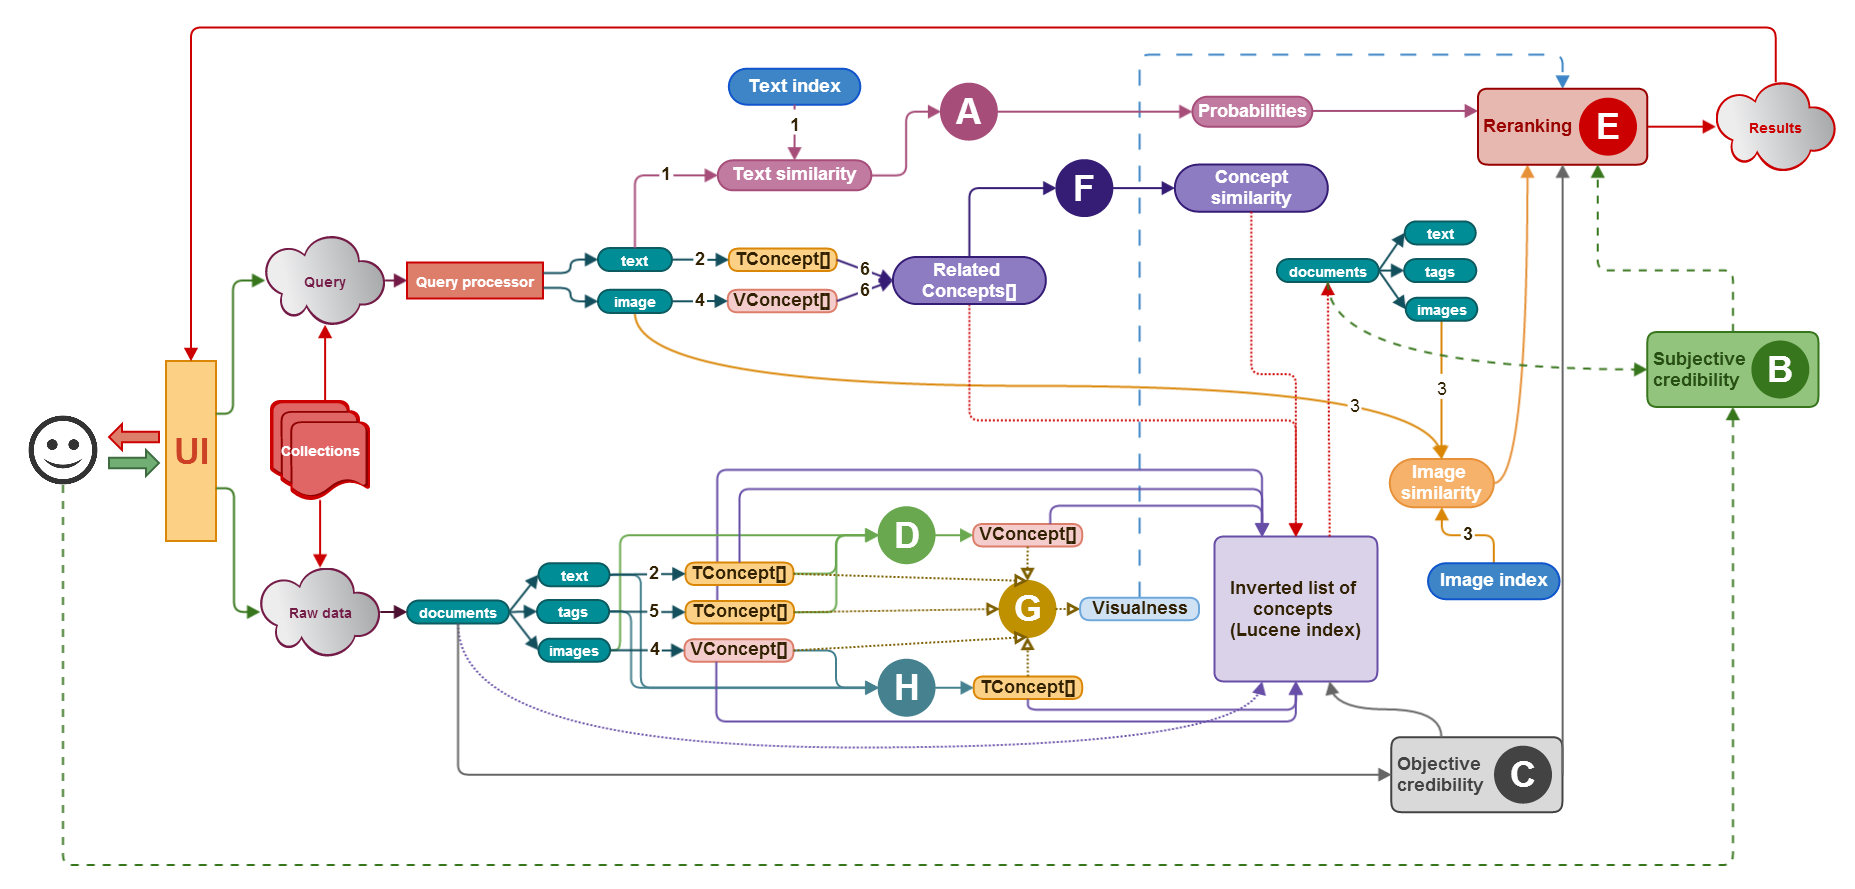 Text index
1
A
Probabilities
Reranking
E
Results
1
Text similarity
F
Concept
similarity
text
documents
tags
images
Query
Query processor
text
2
TConcept[]
6
image
4
VConcept[]
6
Related
Concepts[]
3
3
Subjective
credibility
B
UI
Collections
Image
similarity
3
Image index
D
VConcept[]
text
2
TConcept[]
Raw data
documents
tags
5
TConcept[]
G
Visualness
images
4
VConcept[]
H
TConcept[]
Inverted list of
concepts
(Lucene index)
Objective
credibility
C